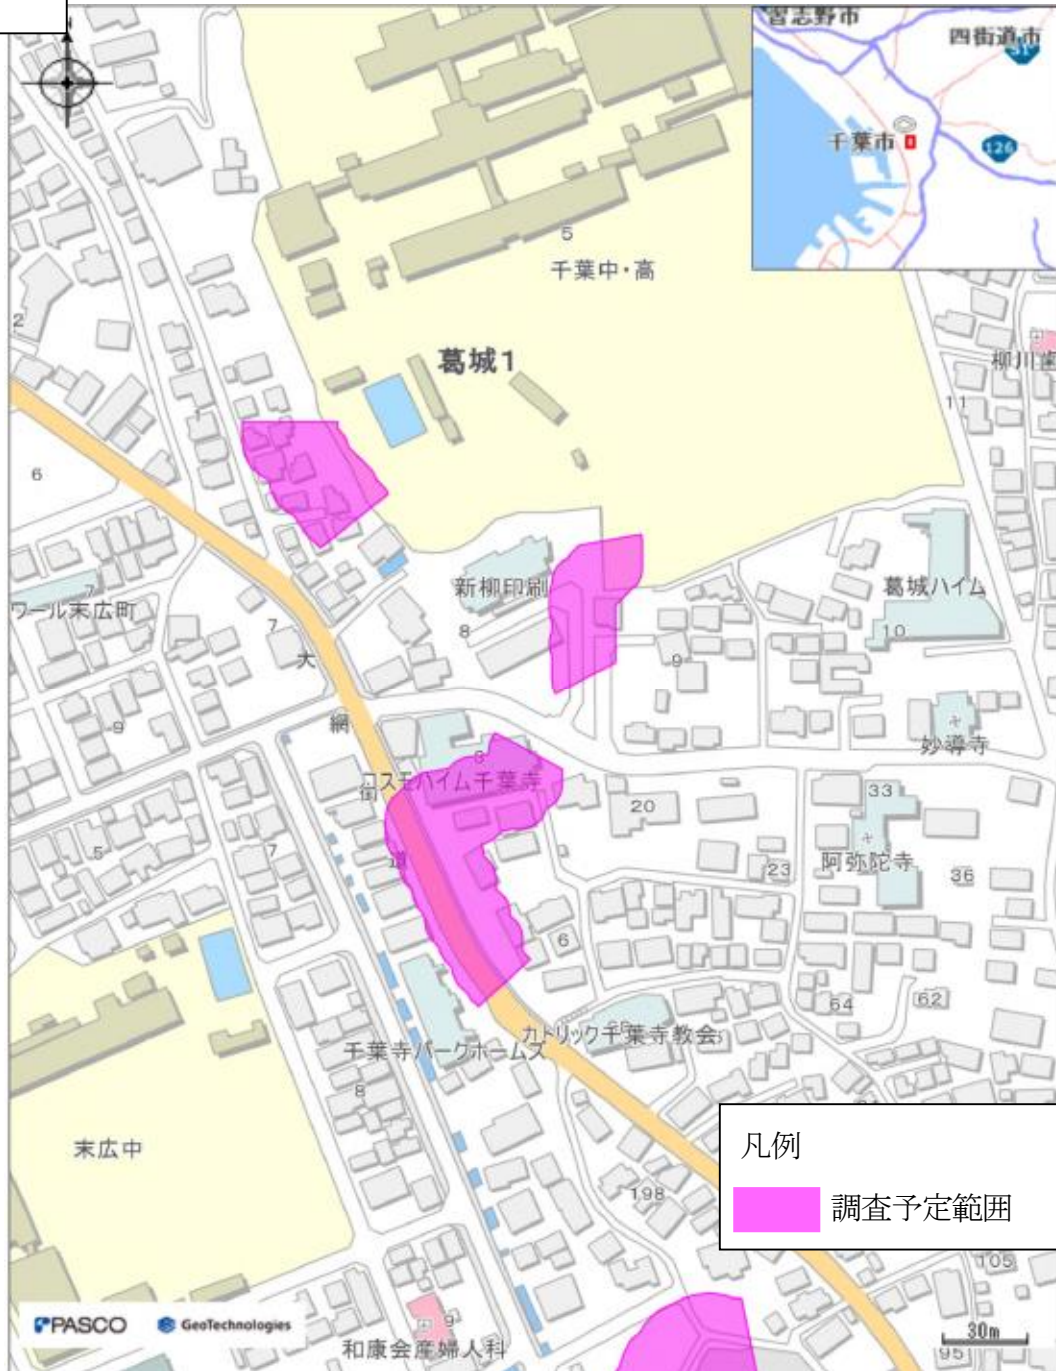 N
習志野市
四街道市
51
千葉市
126
5
千葉中・高
2
葛城1
柳川歯
11
6
新柳印刷
葛城ハイム
7
ワール末広町
7
8
10
大
9
9
網
妙導寺
9
コスモハイム千葉寺
街
20
33
道
5
7
阿弥陀寺
23
36
6
64
62
カトリック千葉寺教会
千葉寺パークホームズ
8
末広中
凡例
調査予定範囲
198
105
PASCO
GeoTechnologies
9
30m
和康会産婦人科
95